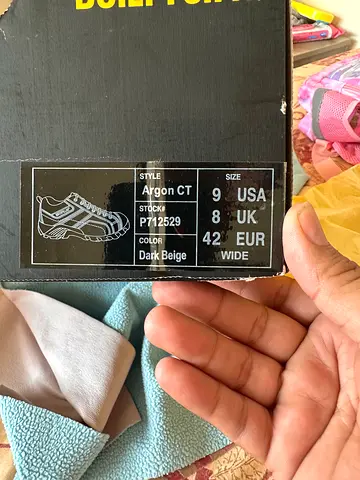 STYLE
Argon CT
STOCK#
P712529
COLOR
Dark Beige
SIZE
9 USA
8 UK
42 EUR
WIDE